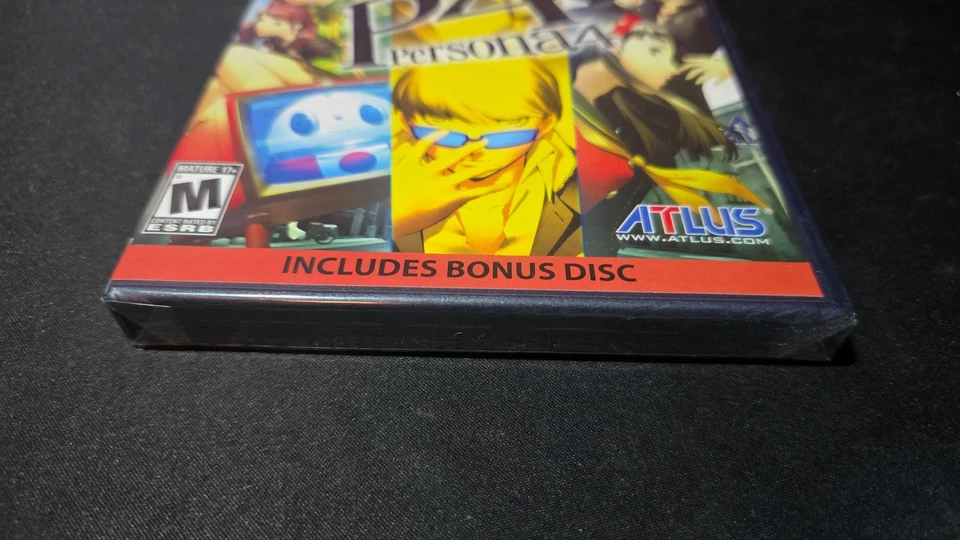 P4
Persona4
MATURE 17+
M
CONTENT RATED BY
ESRB
ATLUS®
WWW.ATLUS.COM
INCLUDES BONUS DISC